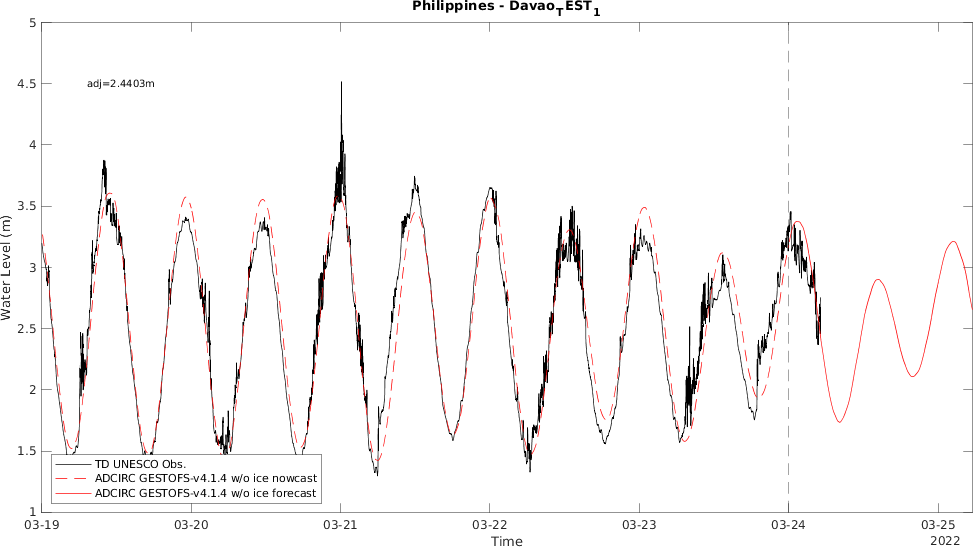 Philippines - Davao_TEST_1
5
4.5
4
3.5
3
2.5
2
1.5
1
Water Level (m)
adj=2.4403m
TD UNESCO Obs.
ADCIRC GESTOFS-v4.1.4 w/o ice nowcast
ADCIRC GESTOFS-v4.1.4 w/o ice forecast
03-19 03-20 03-21 03-22 03-23 03-24 03-25
Time
2022